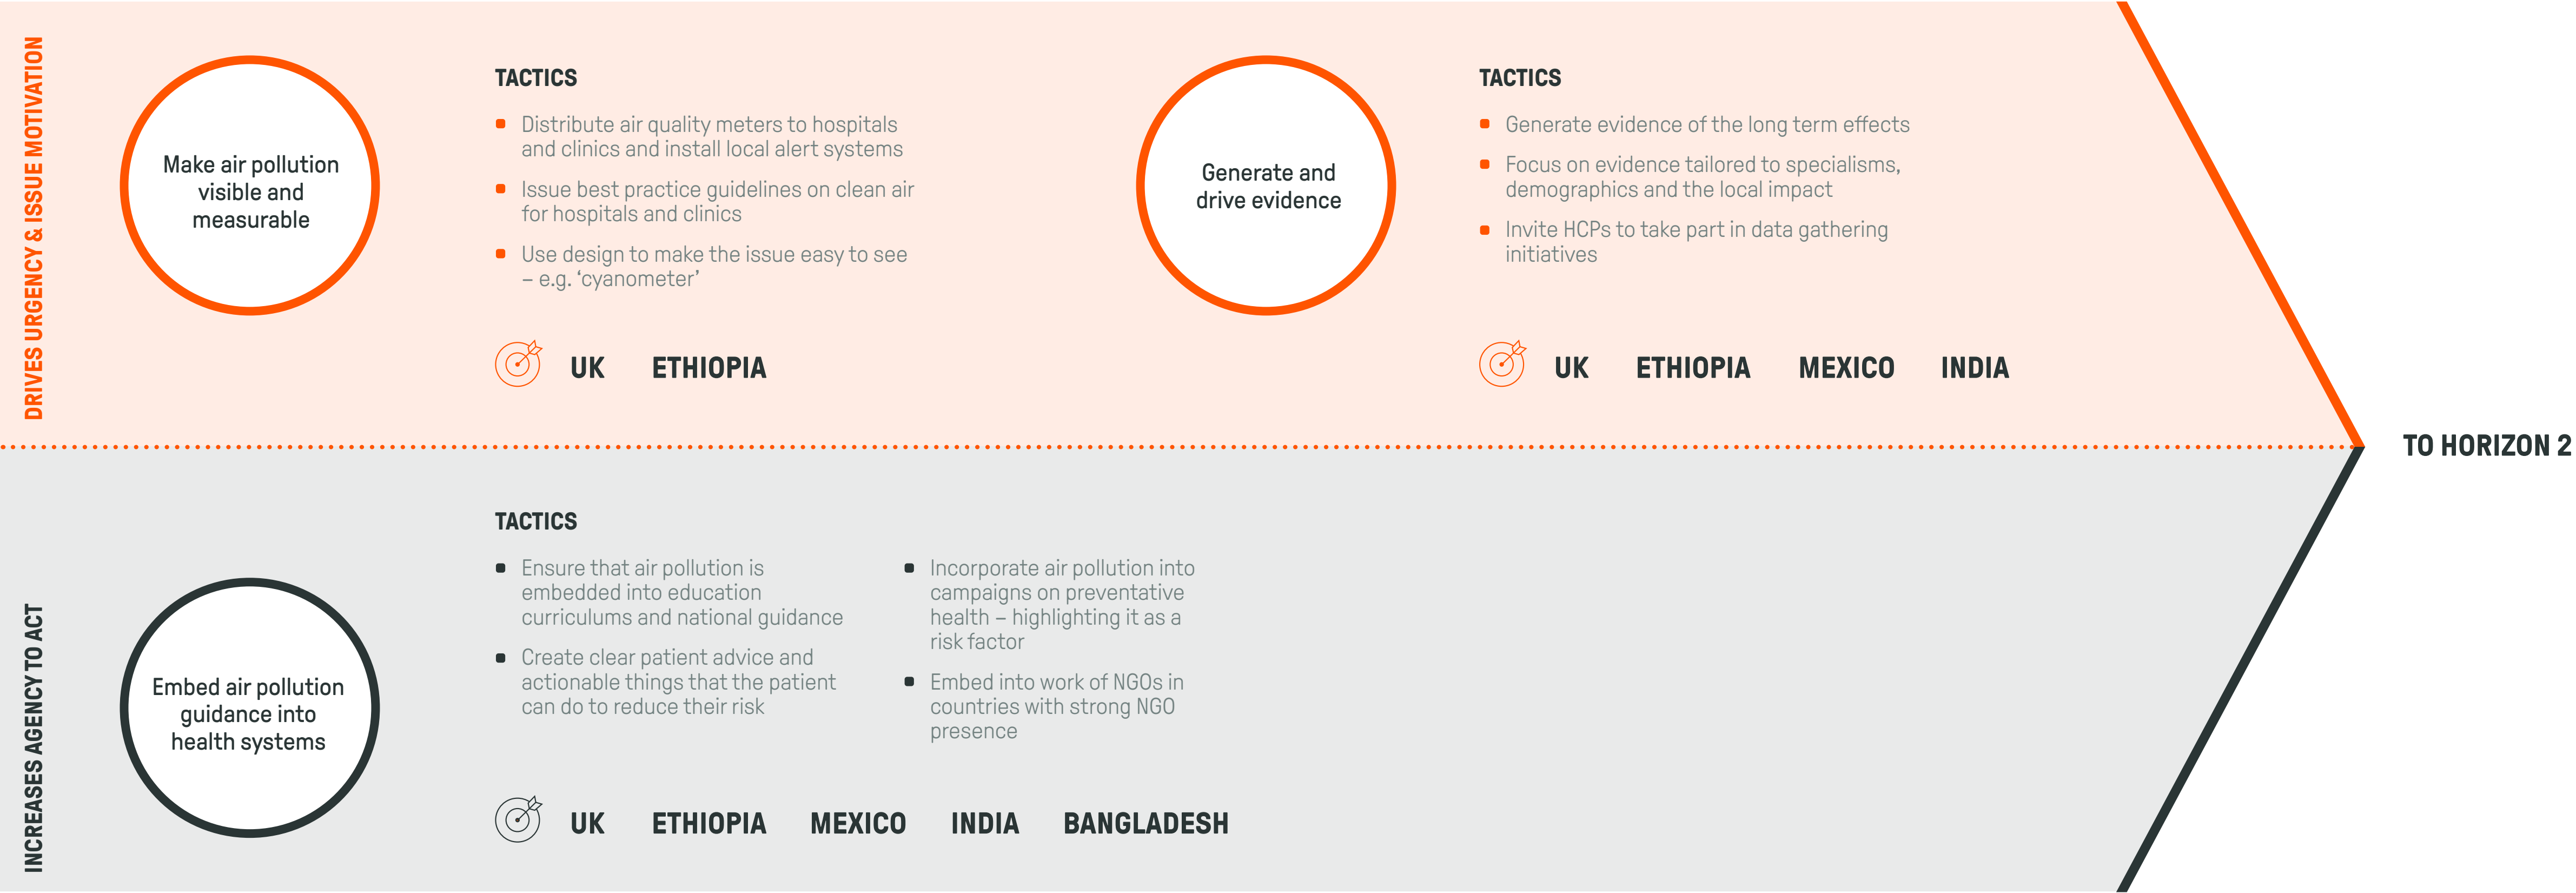 DRIVES URGENCY & ISSUE MOTIVATION
Make air pollution
visible and
measurable
TACTICS
Distribute air quality meters to hospitals
and clinics and install local alert systems
Issue best practice guidelines on clean air
for hospitals and clinics
Use design to make the issue easy to see
– e.g. ‘cyanometer’
UK ETHIOPIA
Generate and
drive evidence
TACTICS
Generate evidence of the long term effects
Focus on evidence tailored to specialisms,
demographics and the local impact
Invite HCPs to take part in data gathering
initiatives
UK ETHIOPIA MEXICO INDIA
TO HORIZON 2
INCREASES AGENCY TO ACT
Embed air pollution
guidance into
health systems
TACTICS
Ensure that air pollution is
embedded into education
curriculums and national guidance
Create clear patient advice and
actionable things that the patient
can do to reduce their risk
Incorporate air pollution into
campaigns on preventative
health – highlighting it as a
risk factor
Embed into work of NGOs in
countries with strong NGO
presence
UK ETHIOPIA MEXICO INDIA BANGLADESH